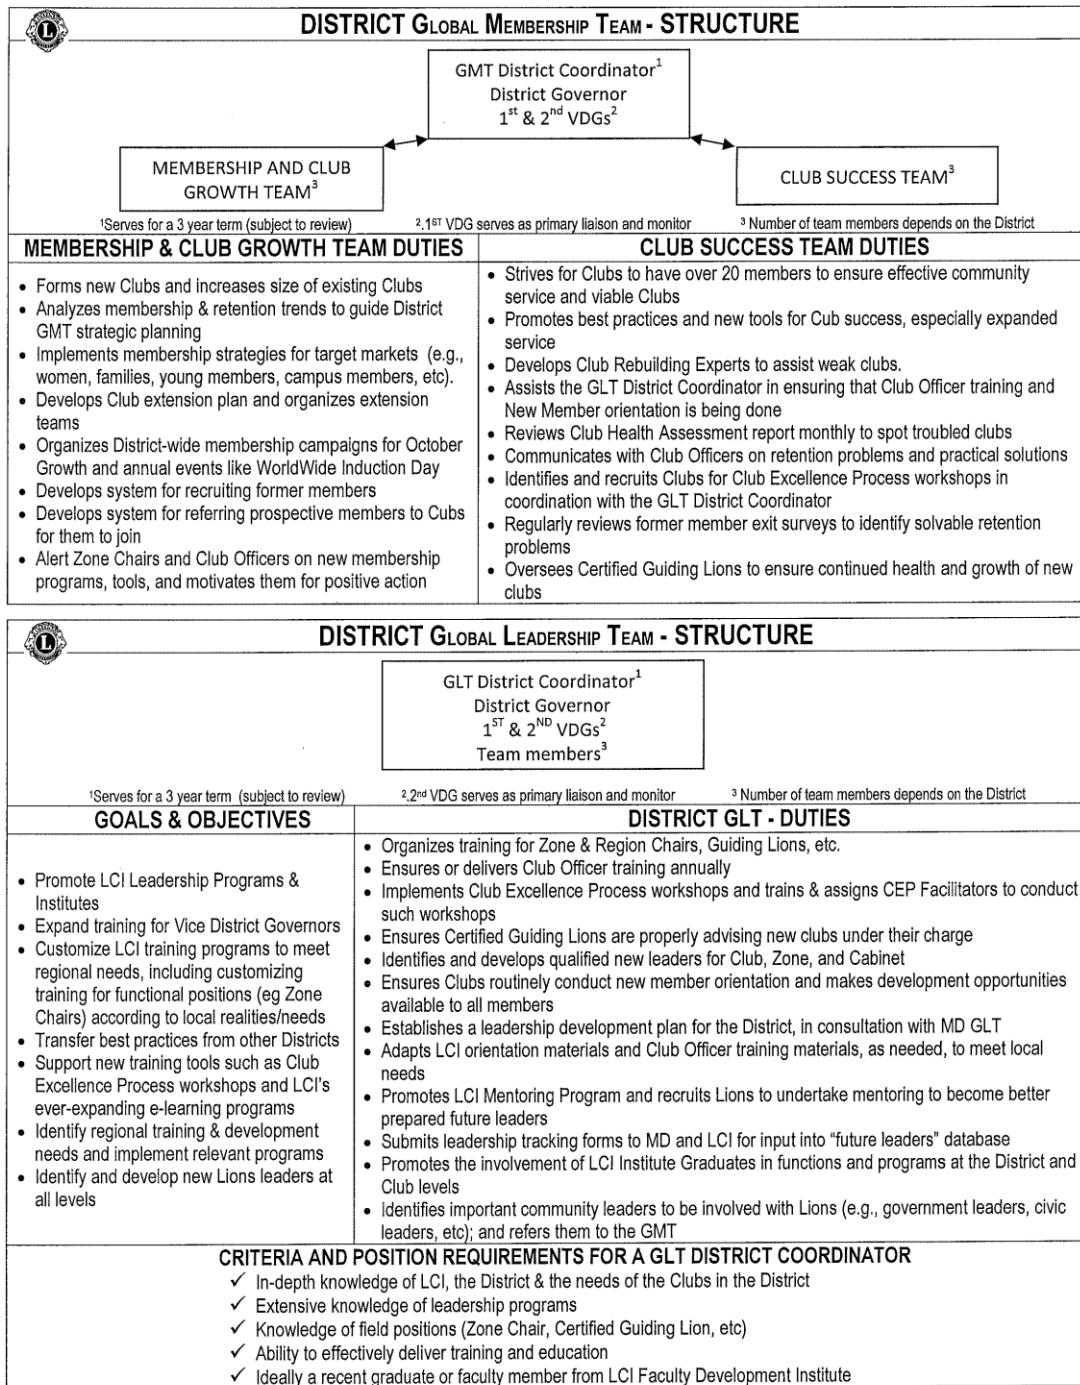 DISTRICT GLOBAL MEMBERSHIP TEAM - STRUCTURE
L
GMT District Coordinator1
District Governor
1st & 2nd VDGs2
MEMBERSHIP AND CLUB
GROWTH TEAM3
CLUB SUCCESS TEAM3
1Serves for a 3 year term (subject to review)
2.1ST VDG serves as primary liaison and monitor
3 Number of team members depends on the District
MEMBERSHIP & CLUB GROWTH TEAM DUTIES
• Forms new Clubs and increases size of existing Clubs
• Analyzes membership & retention trends to guide District
GMT strategic planning
• Implements membership strategies for target markets (e.g.,
women, families, young members, campus members, etc).
• Develops Club extension plan and organizes extension
teams
• Organizes District-wide membership campaigns for October
Growth and annual events like WorldWide Induction Day
• Develops system for recruiting former members
• Develops system for referring prospective members to Cubs
for them to join
• Alert Zone Chairs and Club Officers on new membership
programs, tools, and motivates them for positive action
CLUB SUCCESS TEAM DUTIES
• Strives for Clubs to have over 20 members to ensure effective community
service and viable Clubs
• Promotes best practices and new tools for Cub success, especially expanded
service
• Develops Club Rebuilding Experts to assist weak clubs.
• Assists the GLT District Coordinator in ensuring that Club Officer training and
New Member orientation is being done
• Reviews Club Health Assessment report monthly to spot troubled clubs
• Communicates with Club Officers on retention problems and practical solutions
• Identifies and recruits Clubs for Club Excellence Process workshops in
coordination with the GLT District Coordinator
• Regularly reviews former member exit surveys to identify solvable retention
problems
• Oversees Certified Guiding Lions to ensure continued health and growth of new
clubs
DISTRICT GLOBAL LEADERSHIP TEAM - STRUCTURE
L
GLT District Coordinator1
District Governor
1ST & 2ND VDGs2
Team members3
1Serves for a 3 year term (subject to review)
2.2nd VDG serves as primary liaison and monitor
3 Number of team members depends on the District
GOALS & OBJECTIVES
• Promote LCI Leadership Programs &
Institutes
• Expand training for Vice District Governors
• Customize LCI training programs to meet
regional needs, including customizing
training for functional positions (eg Zone
Chairs) according to local realities/needs
• Transfer best practices from other Districts
• Support new training tools such as Club
Excellence Process workshops and LCI's
ever-expanding e-learning programs
• Identify regional training & development
needs and implement relevant programs
• Identify and develop new Lions leaders at
all levels
DISTRICT GLT - DUTIES
• Organizes training for Zone & Region Chairs, Guiding Lions, etc.
• Ensures or delivers Club Officer training annually
• Implements Club Excellence Process workshops and trains & assigns CEP Facilitators to conduct
such workshops
• Ensures Certified Guiding Lions are properly advising new clubs under their charge
• Identifies and develops qualified new leaders for Club, Zone, and Cabinet
• Ensures Clubs routinely conduct new member orientation and makes development opportunities
available to all members
• Establishes a leadership development plan for the District, in consultation with MD GLT
• Adapts LCI orientation materials and Club Officer training materials, as needed, to meet local
needs
• Promotes LCI Mentoring Program and recruits Lions to undertake mentoring to become better
prepared future leaders
• Submits leadership tracking forms to MD and LCI for input into "future leaders" database
• Promotes the involvement of LCI Institute Graduates in functions and programs at the District and
Club levels
• Identifies important community leaders to be involved with Lions (e.g., government leaders, civic
leaders, etc); and refers them to the GMT
CRITERIA AND POSITION REQUIREMENTS FOR A GLT DISTRICT COORDINATOR
✓ In-depth knowledge of LCI, the District & the needs of the Clubs in the District
✓ Extensive knowledge of leadership programs
✓ Knowledge of field positions (Zone Chair, Certified Guiding Lion, etc)
✓ Ability to effectively deliver training and education
✓ Ideally a recent graduate or faculty member from LCI Faculty Development Institute